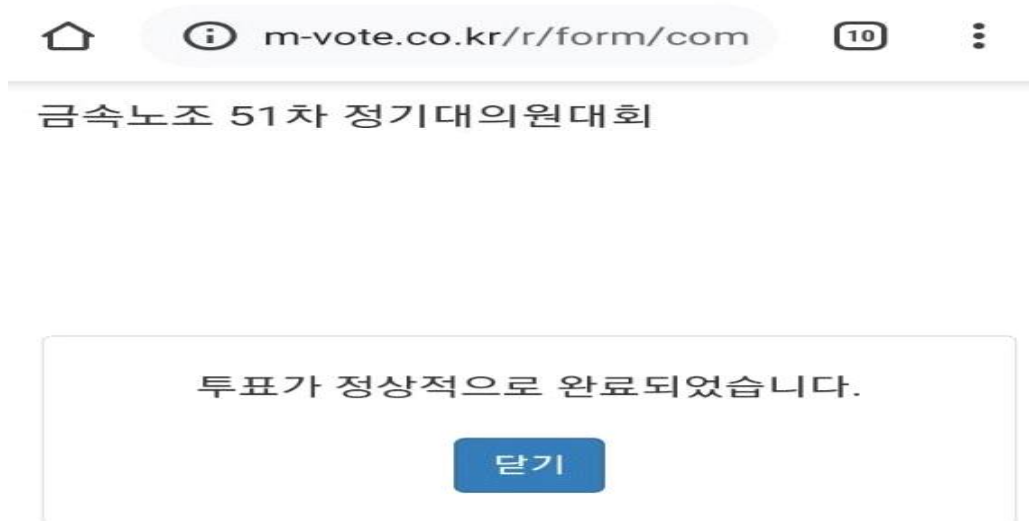 m-vote.co.kr/r/form/com 10
금속노조 51차 정기대의원대회
투표가 정상적으로 완료되었습니다.
닫기